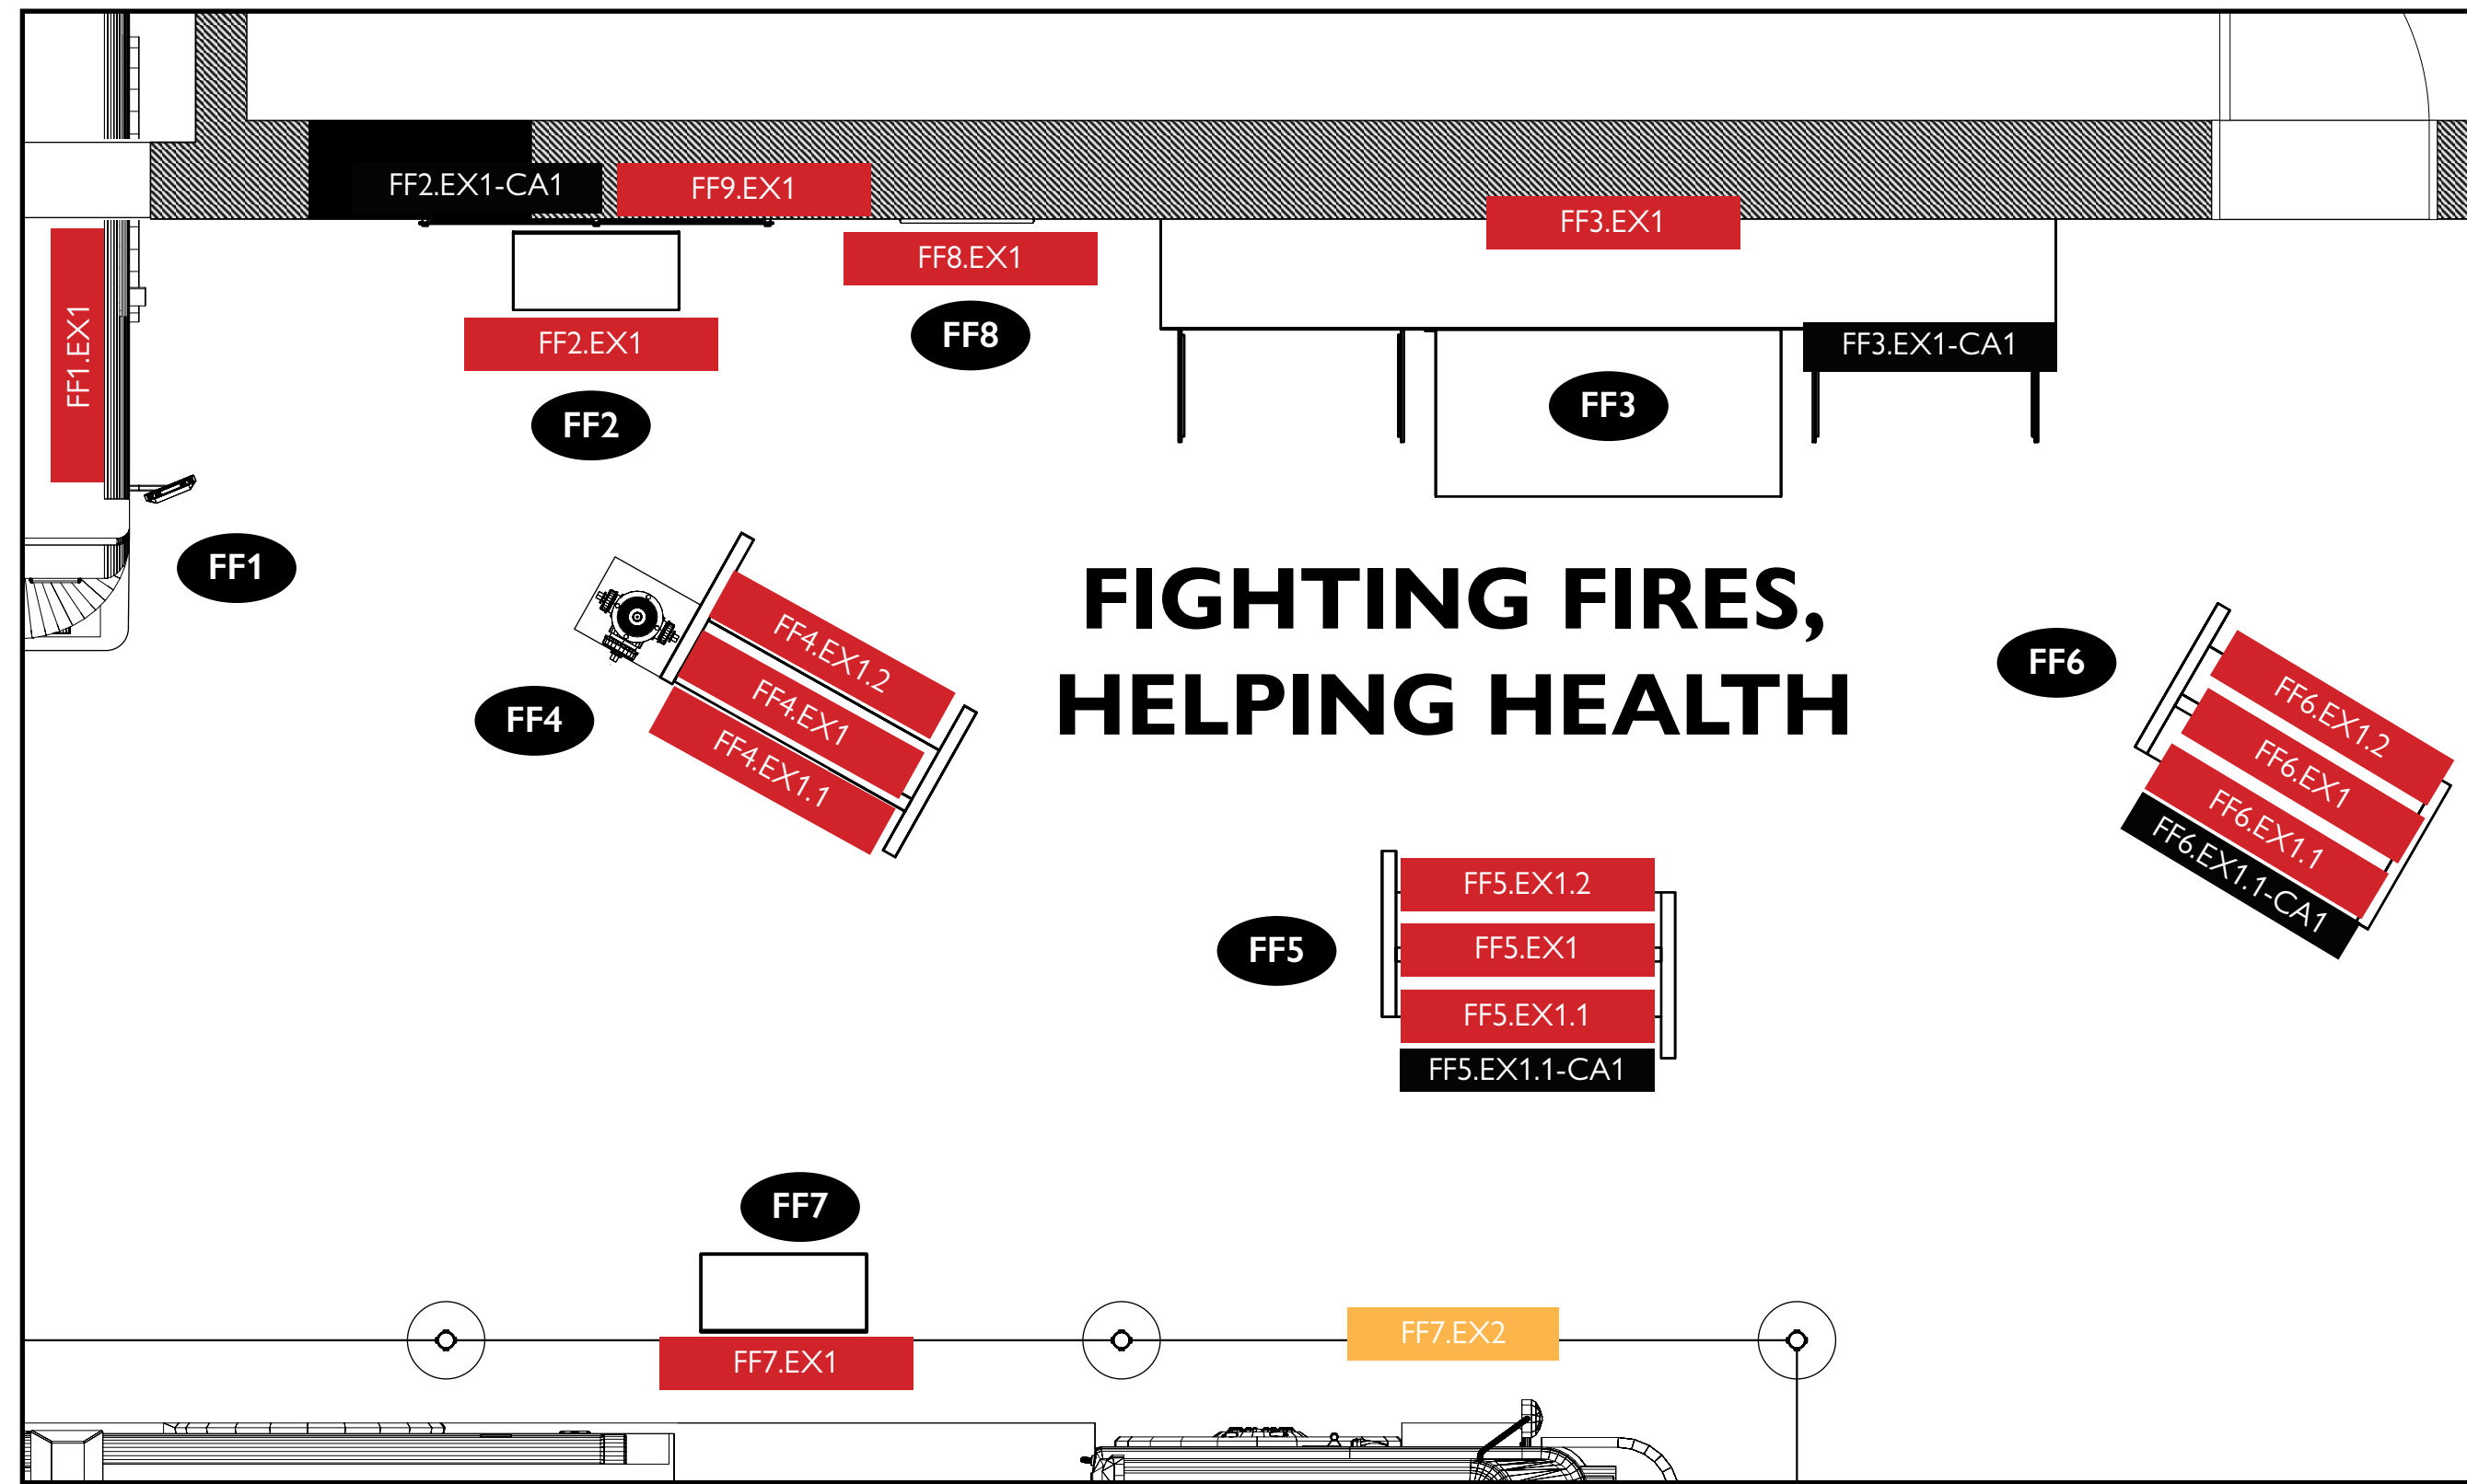 FF2.EX1-CA1
FF9.EX1
FF3.EX1
FF8.EX1
FF1.EX1
FF2.EX1
FF8
FF3.EX1-CA1
FF2
FF3
FF1
FIGHTING FIRES,
HELPING HEALTH
FF4.EX1.2
FF4.EX1
FF4.EX1.1
FF4
FF6
FF6.EX1.2
FF6.EX1
FF6.EX1.1
FF6.EX1.1-CA1
FF5.EX1.2
FF5
FF5.EX1
FF5.EX1.1
FF5.EX1.1-CA1
FF7
FF7.EX2
FF7.EX1